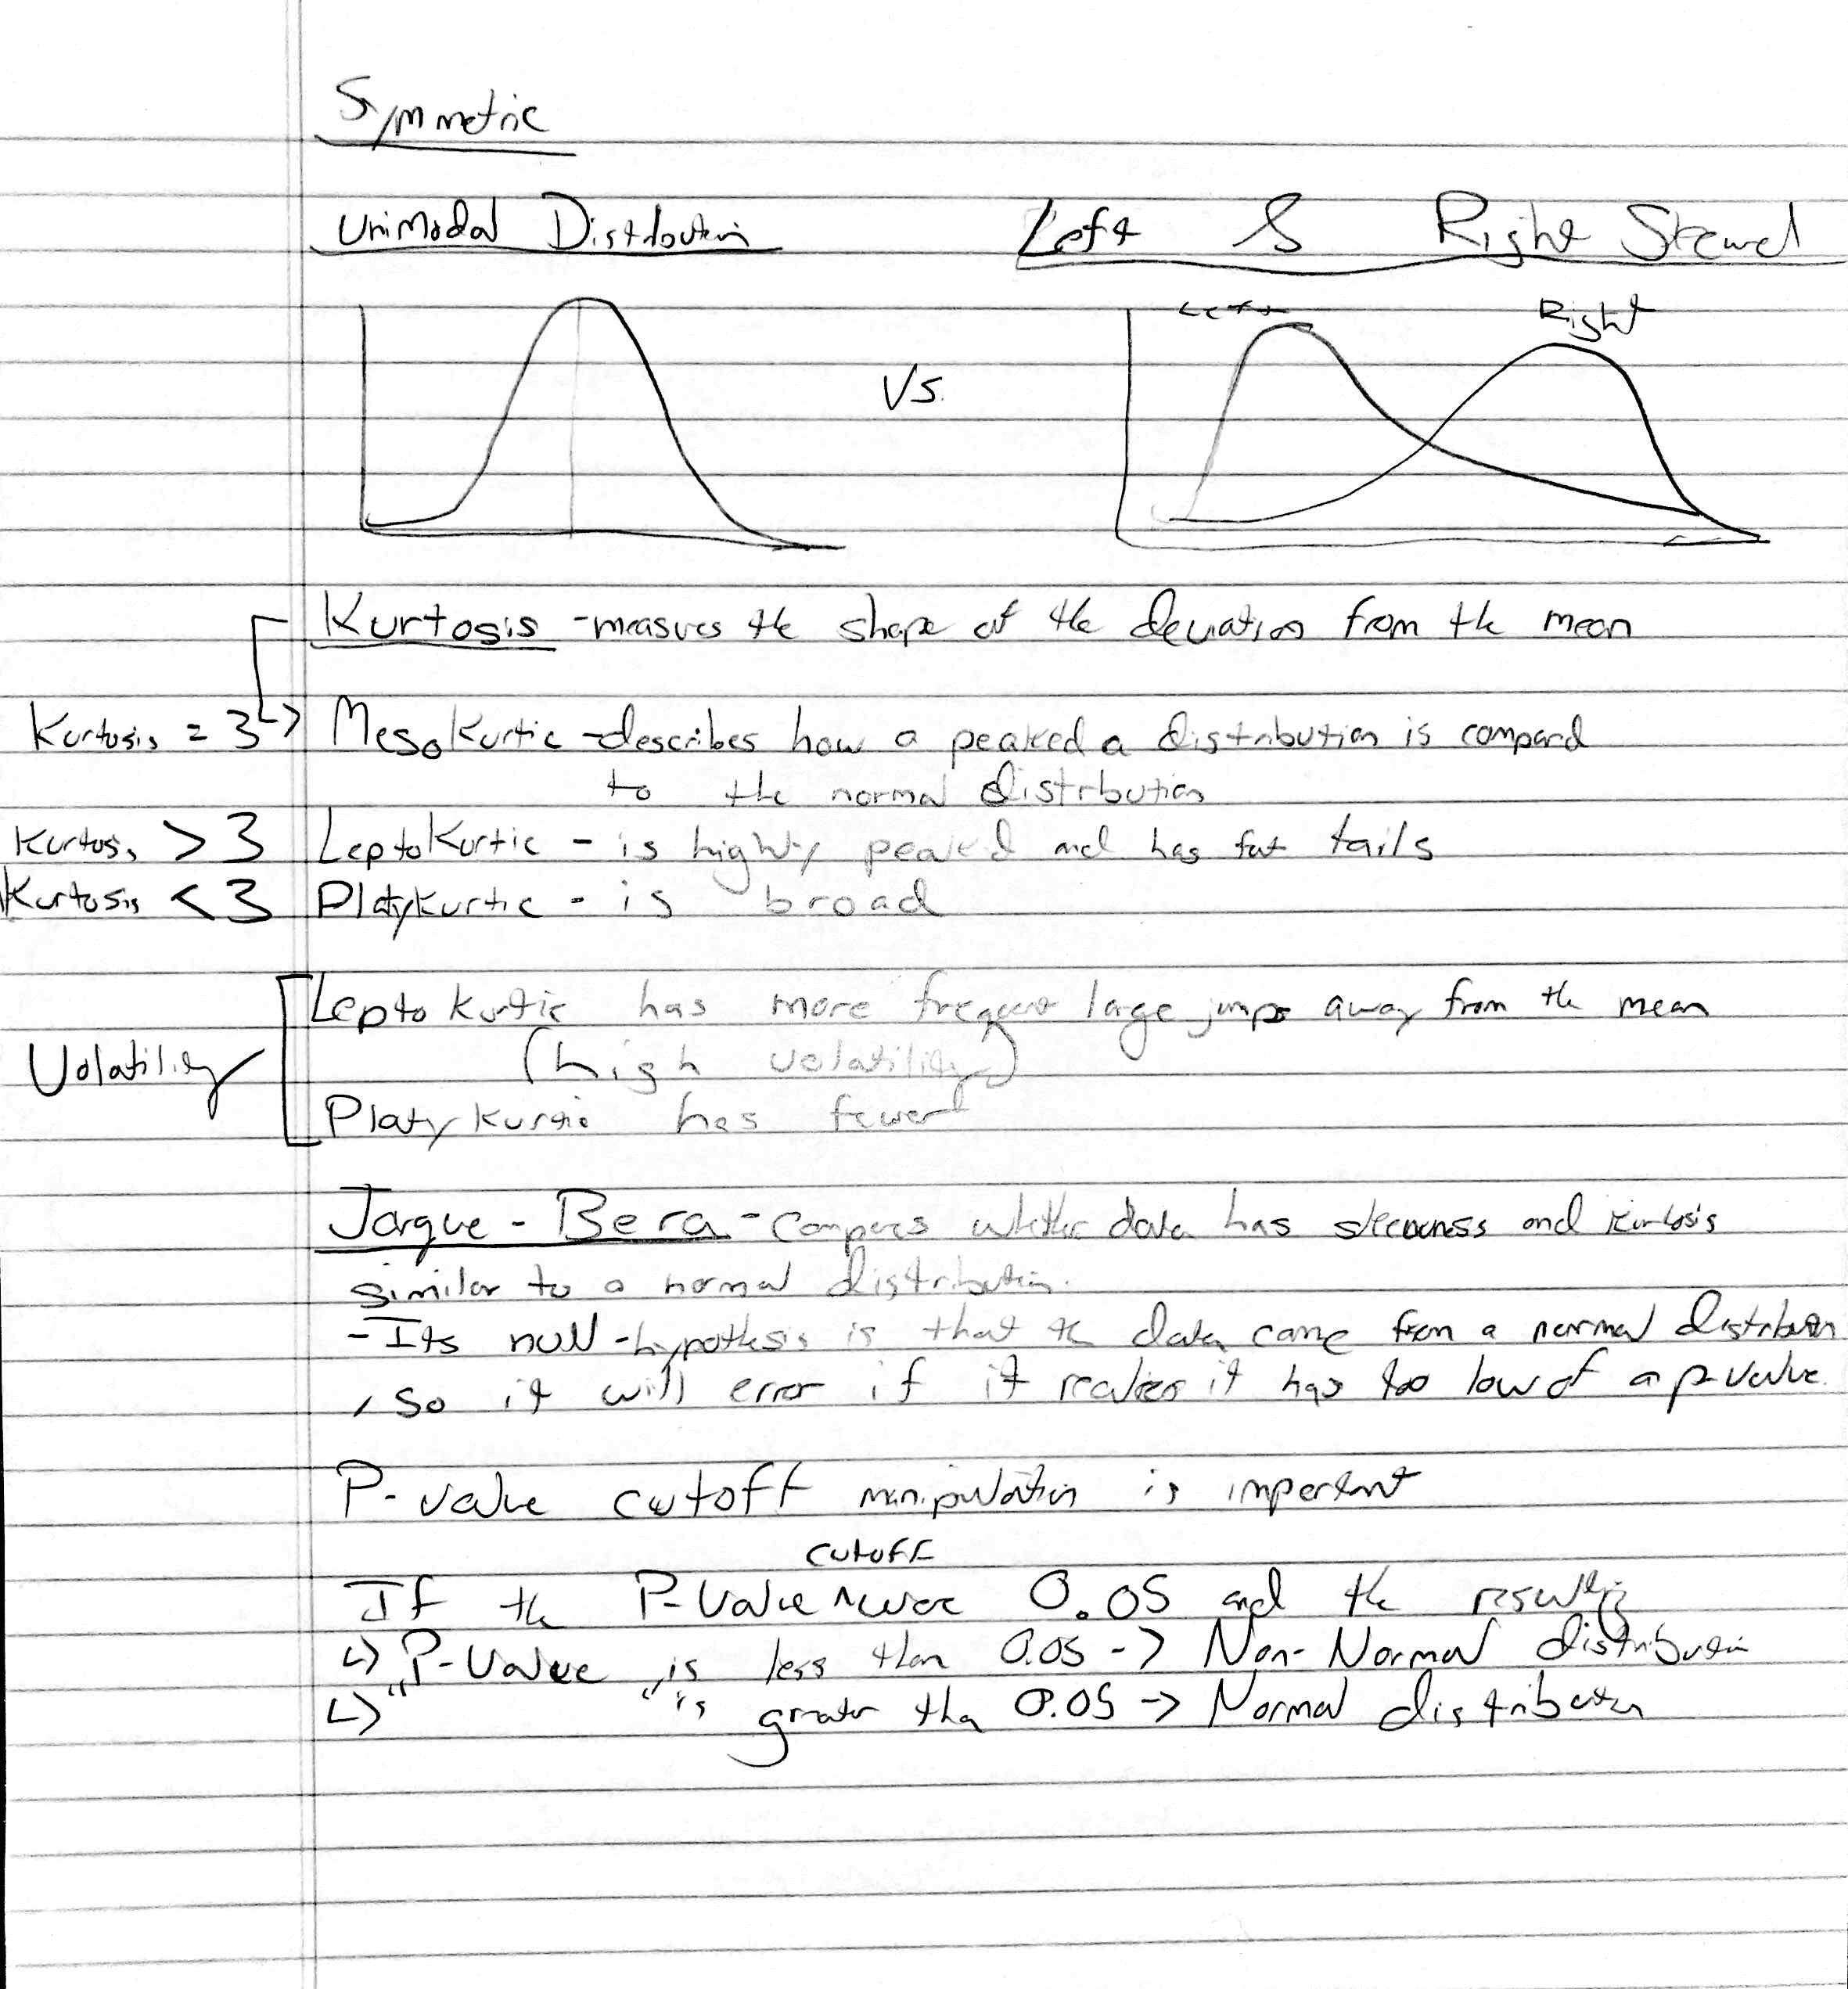 Symmetric
Unimodal Distribution
Left & Right Skewed
Left
Right
Vs.
Kurtosis - measures the shape of the deviation from the mean
Kurtosis = 3 Mesokurtic - describes how a peaked a distribution is compard
to the normal distribution
Kurtosis > 3 Leptokurtic - is highly peaked and has fat tails
Kurtosis < 3 Platykurtic - is broad
Leptokurtic has more frequent large jumps away from the mean
(high volatility)
Volatility
Platykurtic has fewer
Jarque - Bera - compares whether data has skewness and kurtosis
similar to a normal distribution.
- Its null-hypothesis is that the data came from a normal distribution
, so it will error if it realizes it has too low of a p-value.
P-value cutoff manipulation is important
cutoff
If the P-Value were 0.05 and the resulting
↳ P-Value is less than 0.05 -> Non-Normal distribution
↳ " " is greater than 0.05 -> Normal distribution